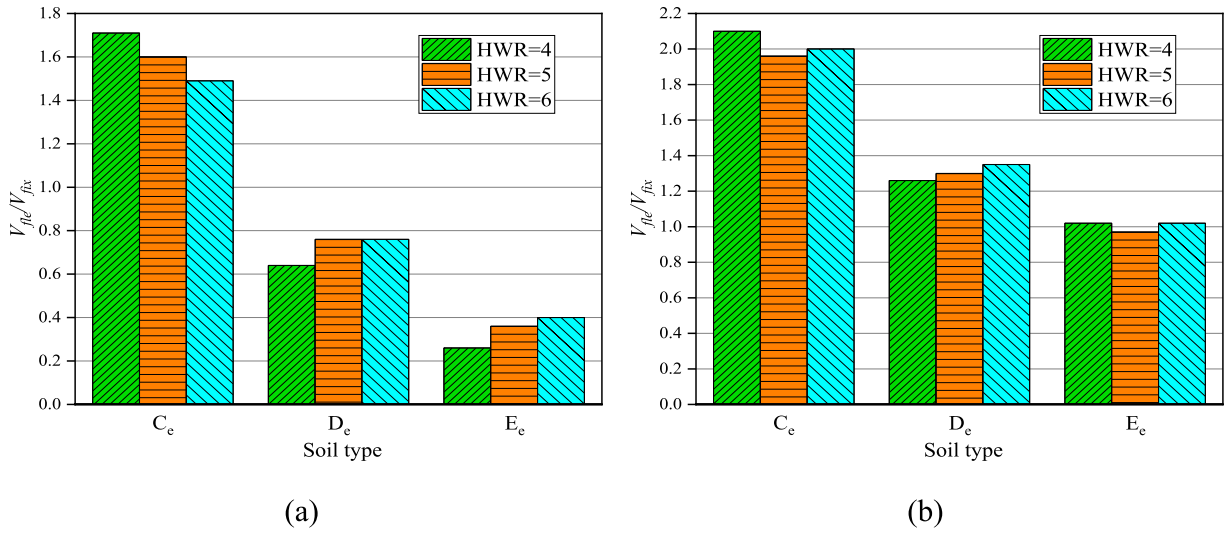 1.8
1.6
1.4
1.2
1.0
0.8
0.6
0.4
0.2
0.0
V_fle/V_fix
HWR=4
HWR=5
HWR=6
C_e
D_e
E_e
Soil type
(a)
2.2
2.0
1.8
1.6
1.4
1.2
1.0
0.8
0.6
0.4
0.2
0.0
V_fle/V_fix
HWR=4
HWR=5
HWR=6
C_e
D_e
E_e
Soil type
(b)